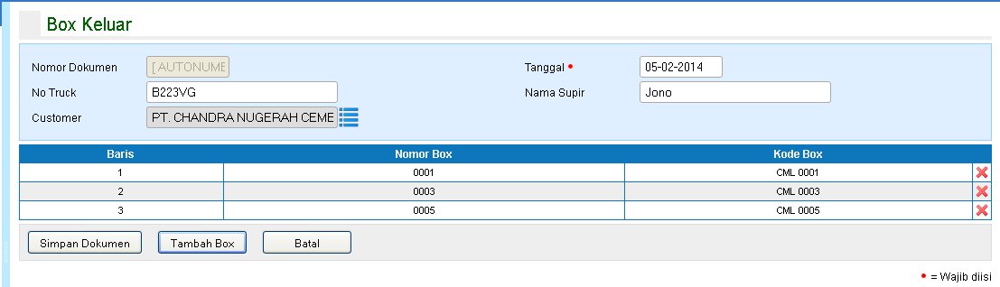 Box Keluar
Nomor Dokumen [ AUTONUME Tanggal •
05-02-2014
No Truck B223VG Nama Supir Jono
Customer PT. CHANDRA NUGERAH CEME
Baris Nomor Box Kode Box
1 0001 CML 0001
2 0003 CML 0003
3 0005 CML 0005
Simpan Dokumen Tambah Box Batal
• = Wajib diisi